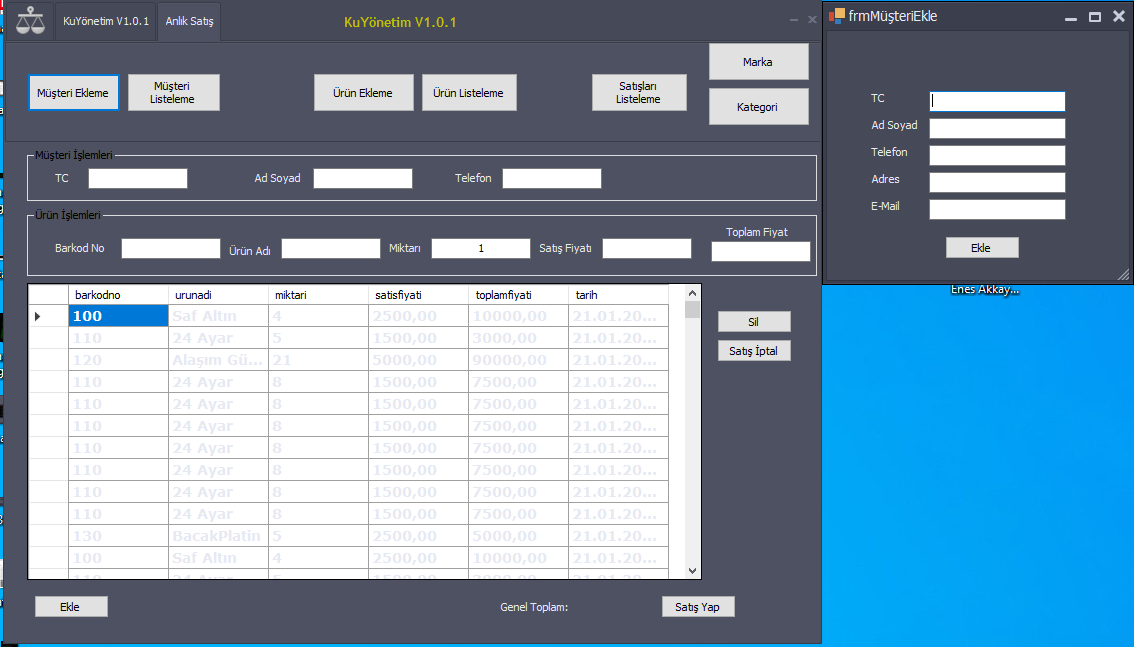 KuYönetim V1.0.1
Anlık Satış
KuYönetim V1.0.1
Müşteri Ekleme
Müşteri
Listeleme
Ürün Ekleme
Ürün Listeleme
Satışları
Listeleme
Marka
Kategori
Müşteri İşlemleri
TC
Ad Soyad
Telefon
Ürün İşlemleri
Barkod No
Ürün Adı
Miktarı
1
Satış Fiyatı
Toplam Fiyat
barkodno urunadi miktari satisfiyati toplamfiyati tarih
100 Saf Altın 4 2500,00 10000,00 21.01.20...
110 24 Ayar 5 1500,00 3000,00 21.01.20...
120 Alaşım Gü... 21 5000,00 90000,00 21.01.20...
110 24 Ayar 8 1500,00 7500,00 21.01.20...
110 24 Ayar 8 1500,00 7500,00 21.01.20...
110 24 Ayar 8 1500,00 7500,00 21.01.20...
110 24 Ayar 8 1500,00 7500,00 21.01.20...
110 24 Ayar 8 1500,00 7500,00 21.01.20...
110 24 Ayar 8 1500,00 7500,00 21.01.20...
110 24 Ayar 8 1500,00 7500,00 21.01.20...
130 BacakPlatin 5 2500,00 5000,00 21.01.20...
100 Saf Altın 4 2500,00 10000,00 21.01.20...
Sil
Satış İptal
Ekle
Genel Toplam:
Satış Yap
frmMüşteriEkle
TC
Ad Soyad
Telefon
Adres
E-Mail
Ekle
Enes Akkay...